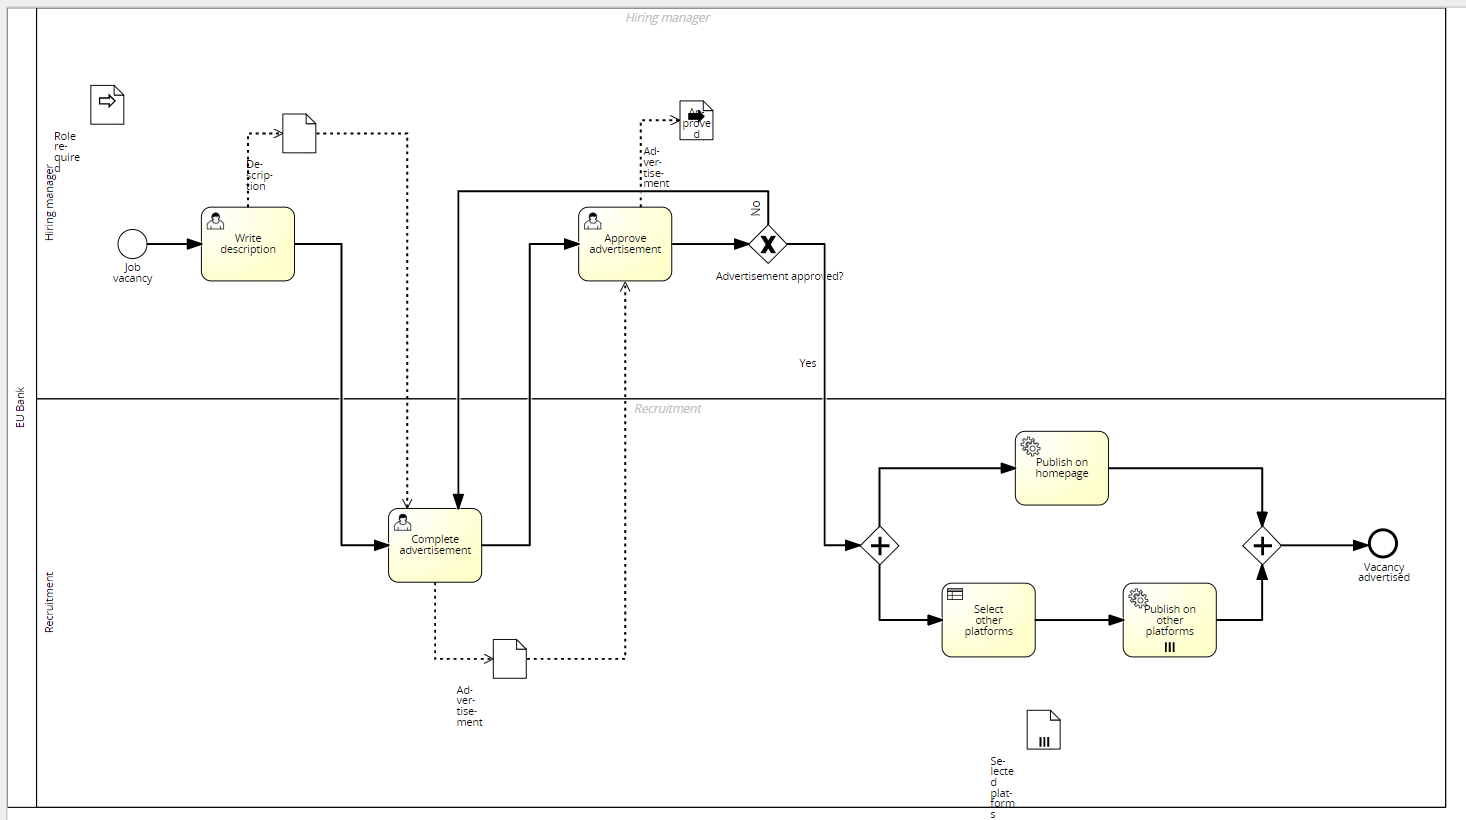 Hiring manager
EU Bank
Hiring manager
Role
re-
quire
d
De-
scrip-
tion
Ap
prove
d
Ad-
ver-
tise-
ment
No
Job
vacancy
Write
description
Approve
advertisement
Advertisement approved?
Yes
Recruitment
Recruitment
Complete
advertisement
Ad-
ver-
tise-
ment
Publish on
homepage
Select
other
platforms
Publish on
other
platforms
Vacancy
advertised
Se-
lecte
d
plat-
form
s